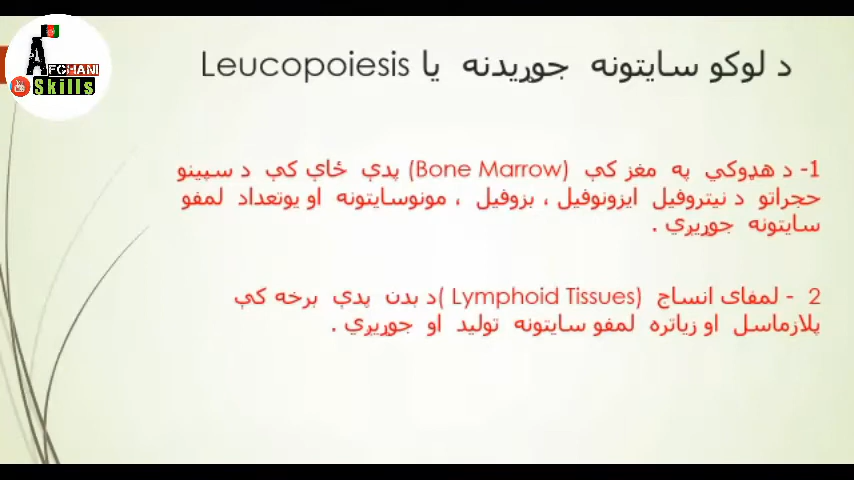 AFGHANI
Skills
د لوکو سایتونه جوړیدنه یا Leucopoiesis
1- د هډوکي په مغز کې (Bone Marrow) پدې ځاې کې د سپینو
حجراتو د نیتروفیل ایزونوفیل ، بزوفیل ، مونوسایتونه او یوتعداد لمفو
سایتونه جوړیږي .
2 - لمفای انساج (Lymphoid Tissues )د بدن پدې برخه کې
پلازماسل او زیاتره لمفو سایتونه تولید او جوړیږي .